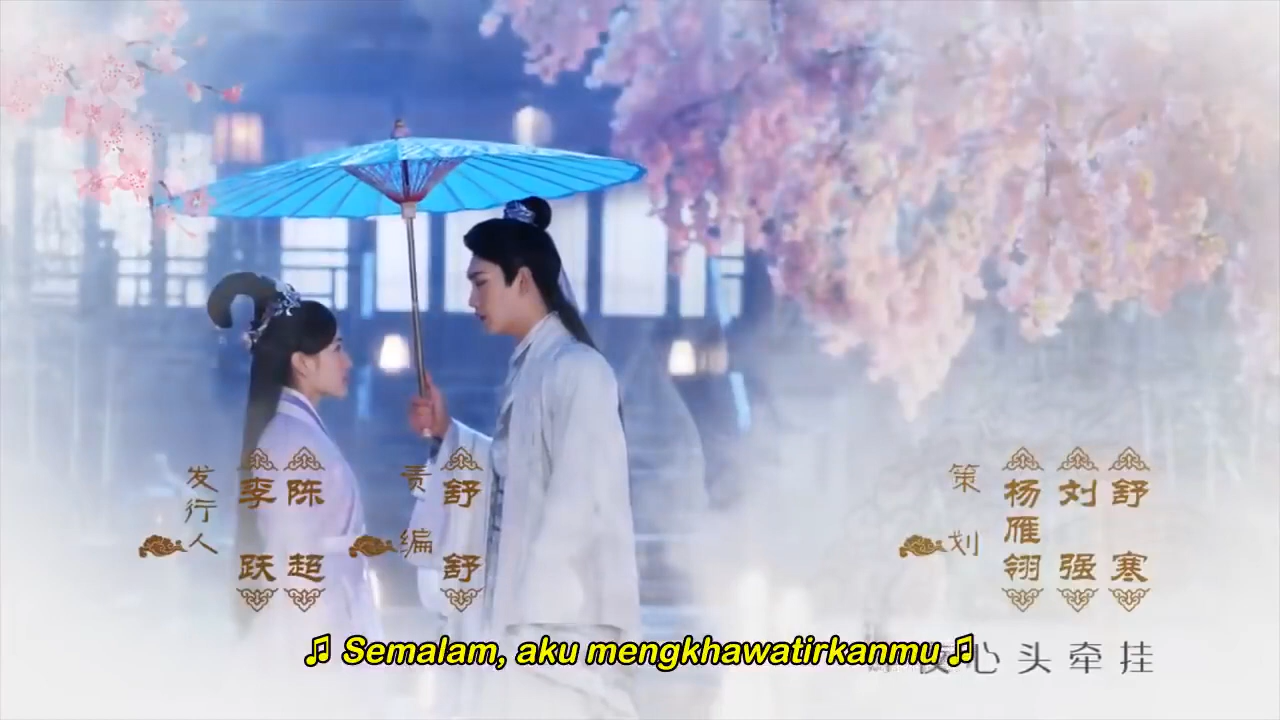 发行人
李跃
陈超
责编
舒舒
策划
杨雁翎
刘强
舒寒
♫ Semalam, aku mengkhawatirkanmu ♫
夜心头牵挂